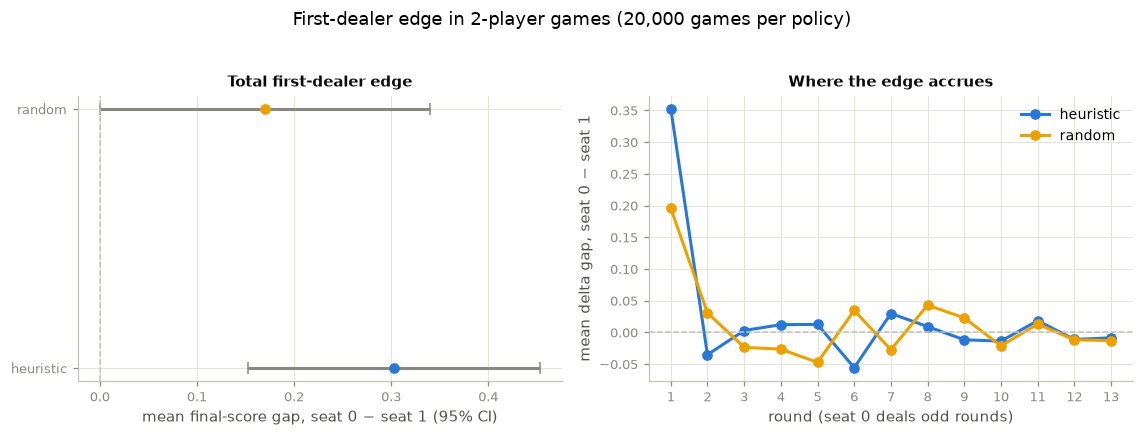 First-dealer edge in 2-player games (20,000 games per policy)
Total first-dealer edge
random
heuristic
0.0 0.1 0.2 0.3 0.4
mean final-score gap, seat 0 − seat 1 (95% CI)
Where the edge accrues
mean delta gap, seat 0 − seat 1
0.35
0.30
0.25
0.20
0.15
0.10
0.05
0.00
−0.05
heuristic
random
1 2 3 4 5 6 7 8 9 10 11 12 13
round (seat 0 deals odd rounds)